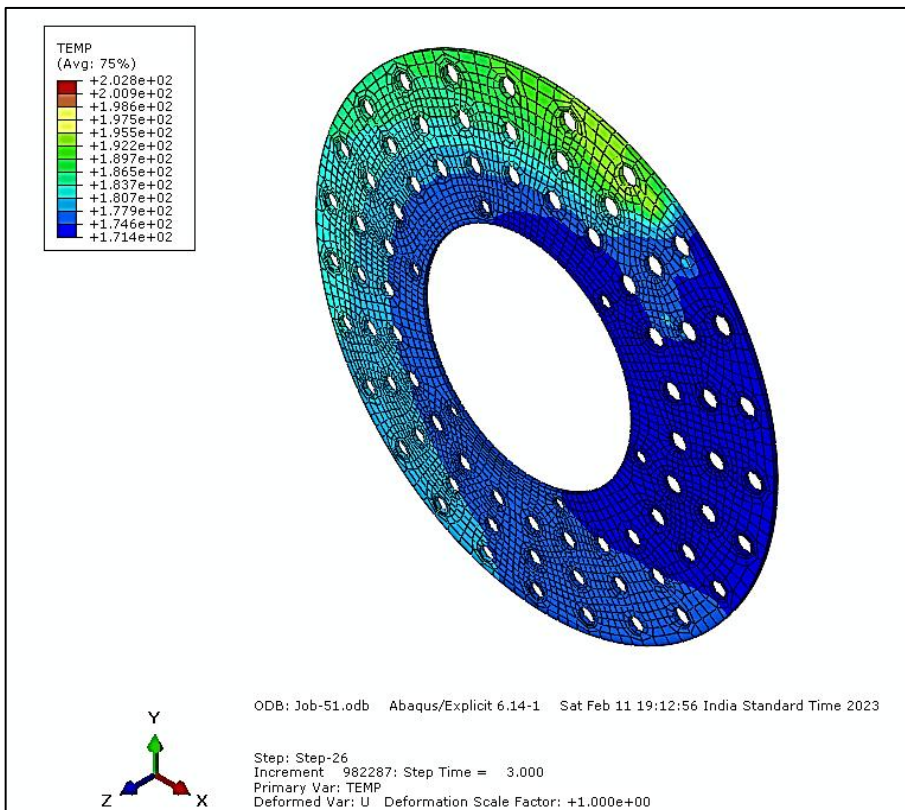 TEMP
(Avg: 75%)
+2.028e+02
+2.009e+02
+1.986e+02
+1.975e+02
+1.955e+02
+1.922e+02
+1.897e+02
+1.865e+02
+1.837e+02
+1.807e+02
+1.779e+02
+1.746e+02
+1.714e+02
Y
Z X
ODB: Job-51.odb Abaqus/Explicit 6.14-1 Sat Feb 11 19:12:56 India Standard Time 2023
Step: Step-26
Increment 982287: Step Time = 3.000
Primary Var: TEMP
Deformed Var: U Deformation Scale Factor: +1.000e+00